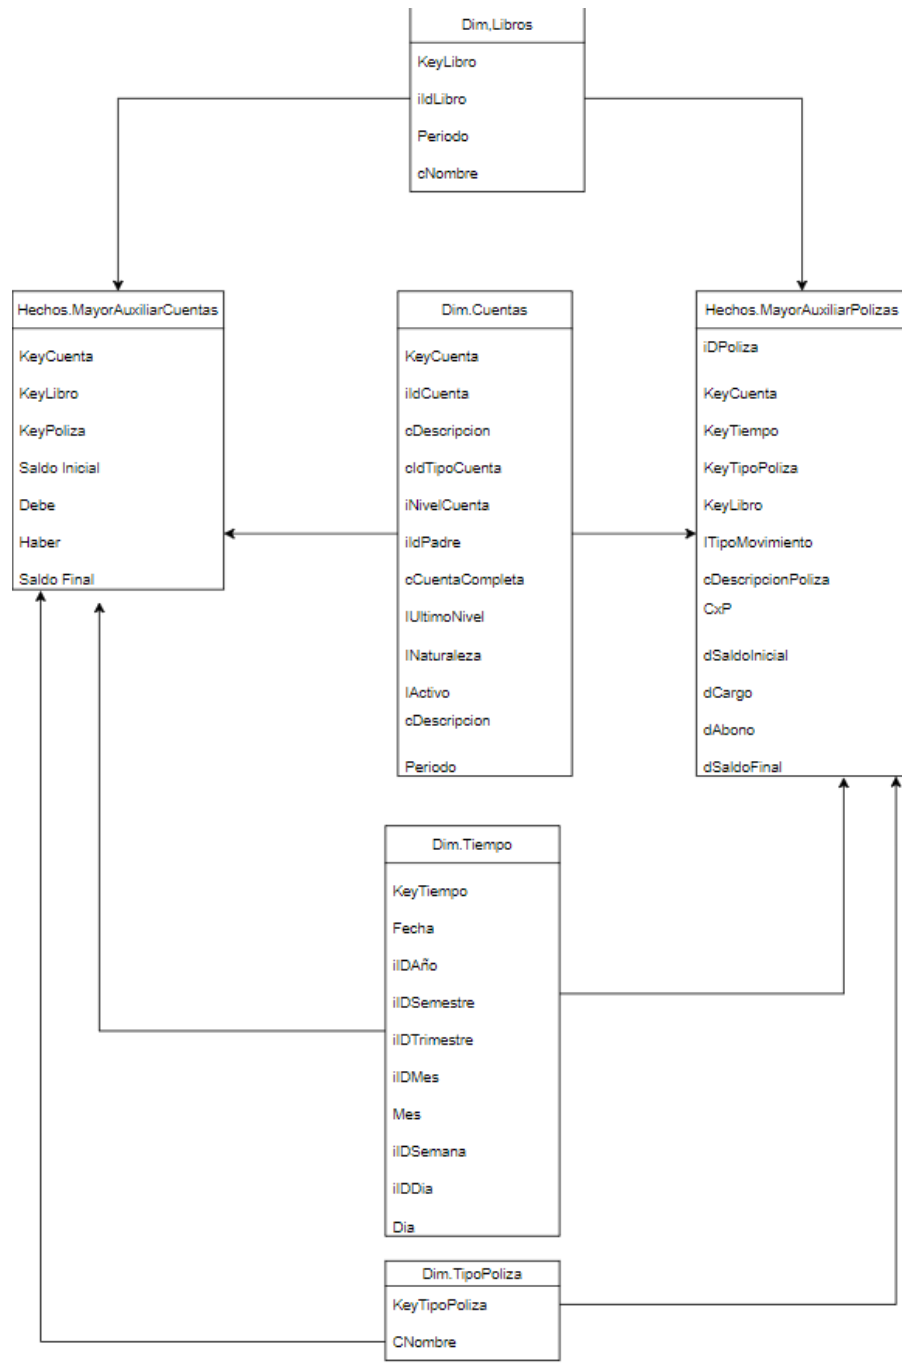 Dim,Libros
KeyLibro
iIdLibro
Periodo
cNombre
Hechos.MayorAuxiliarCuentas
KeyCuenta
KeyLibro
KeyPoliza
Saldo Inicial
Debe
Haber
Saldo Final
Dim.Cuentas
KeyCuenta
iIdCuenta
cDescripcion
cIdTipoCuenta
iNivelCuenta
iIdPadre
cCuentaCompleta
lUltimoNivel
lNaturaleza
lActivo
cDescripcion
Periodo
Hechos.MayorAuxiliarPolizas
iDPoliza
KeyCuenta
KeyTiempo
KeyTipoPoliza
KeyLibro
lTipoMovimiento
cDescripcionPoliza
CxP
dSaldoInicial
dCargo
dAbono
dSaldoFinal
Dim.Tiempo
KeyTiempo
Fecha
iIDAño
iIDSemestre
iIDTrimestre
iIDMes
Mes
iIDSemana
iIDDia
Dia
Dim.TipoPoliza
KeyTipoPoliza
CNombre